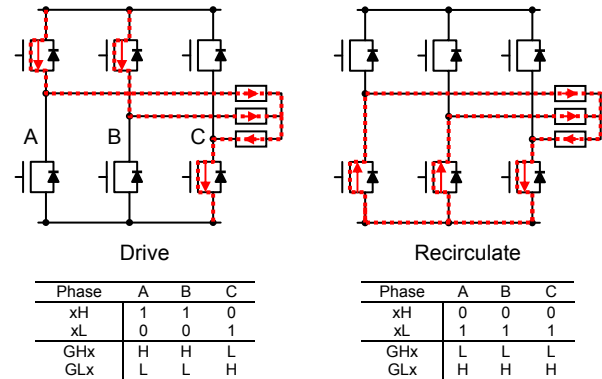 A B C
Drive
Recirculate
Phase A B C
xH 1 1 0
xL 0 0 1
GHx H H L
GLx L L H
Phase A B C
xH 0 0 0
xL 1 1 1
GHx L L L
GLx H H H